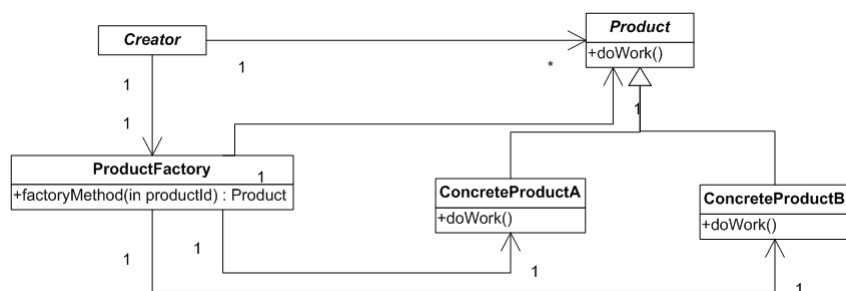 Creator
Product
+doWork()
1
*
1
1
1
ProductFactory
1
+factoryMethod(in productId) : Product
ConcreteProductA
+doWork()
ConcreteProductB
+doWork()
1
1
1
1